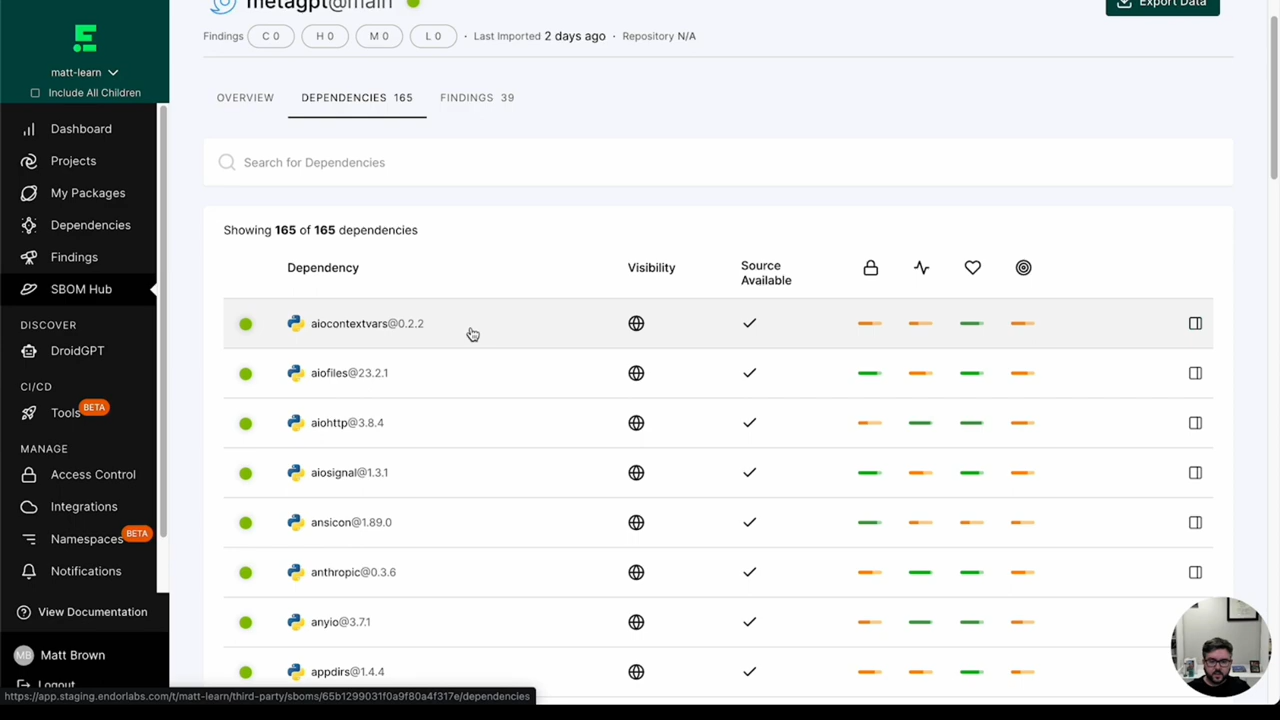 metagpt@main
Export Data
Findings C 0 H 0 M 0 L 0 • Last Imported 2 days ago • Repository N/A
matt-learn
Include All Children
OVERVIEW DEPENDENCIES 165 FINDINGS 39
Dashboard
Projects
My Packages
Dependencies
Findings
SBOM Hub
DISCOVER
DroidGPT
CI/CD
Tools BETA
MANAGE
Access Control
Integrations
Namespaces BETA
Notifications
View Documentation
MB Matt Brown
Logout
Search for Dependencies
Showing 165 of 165 dependencies
Dependency Visibility Source Available
aiocontextvars@0.2.2
aiofiles@23.2.1
aiohttp@3.8.4
aiosignal@1.3.1
ansicon@1.89.0
anthropic@0.3.6
anyio@3.7.1
appdirs@1.4.4
https://app.staging.endorlabs.com/t/matt-learn/third-party/sboms/65b1299031f0a9f80a4f317e/dependencies